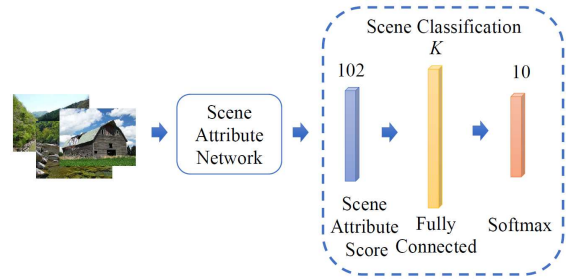 Scene Classification
K
102
10
Scene
Attribute
Network
Scene
Attribute
Score
Fully
Connected
Softmax